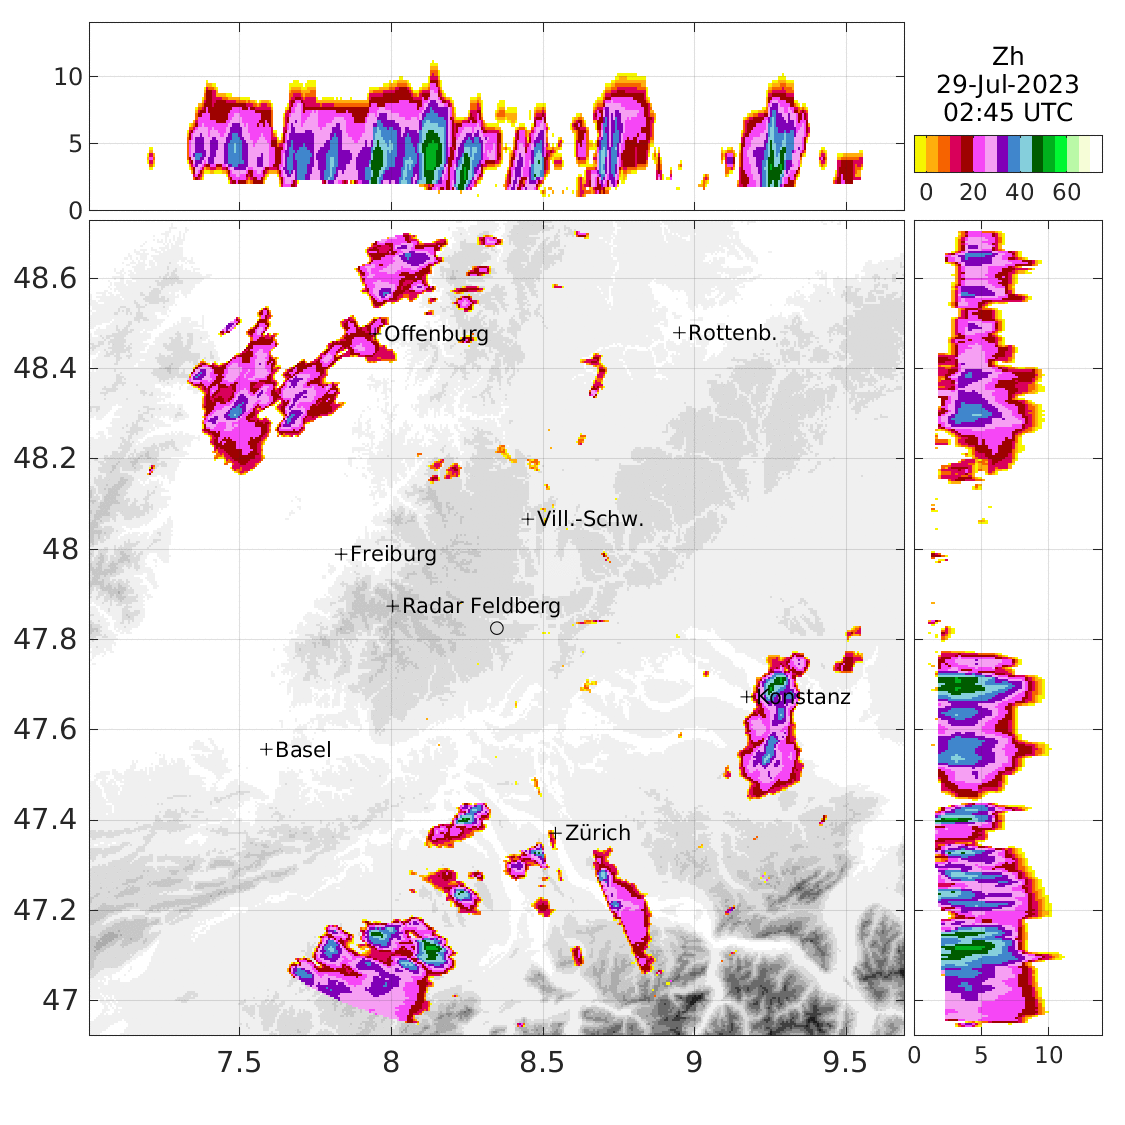 10
5
0
Zh
29-Jul-2023
02:45 UTC
0 20 40 60
48.6
48.4
48.2
48
47.8
47.6
47.4
47.2
47
Offenburg
Rottenb.
Vill.-Schw.
Freiburg
Radar Feldberg
Konstanz
Basel
Zürich
7.5 8 8.5 9 9.5
0 5 10